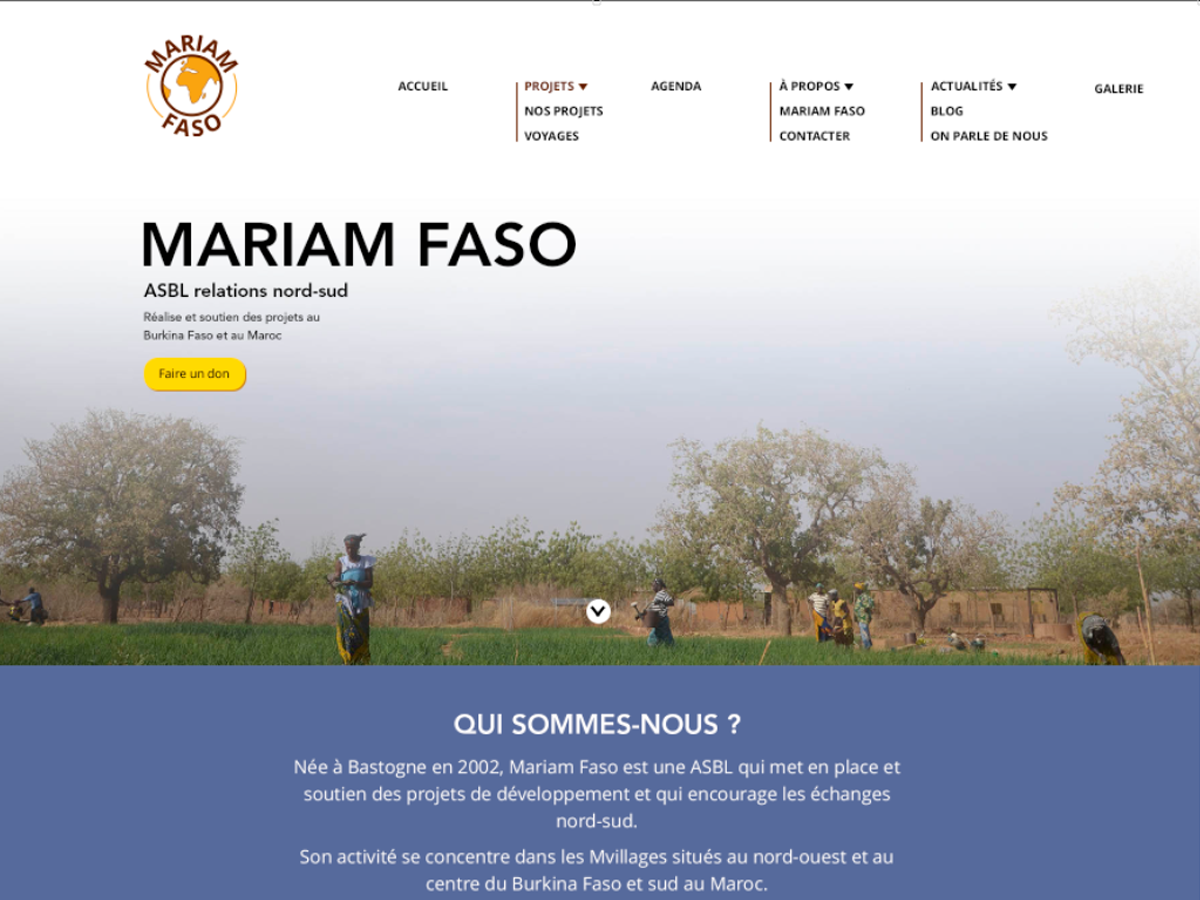 MARIAM
FASO
ACCUEIL
PROJETS
NOS PROJETS
VOYAGES
AGENDA
À PROPOS
MARIAM FASO
CONTACTER
ACTUALITÉS
BLOG
ON PARLE DE NOUS
GALERIE
MARIAM FASO
ASBL relations nord-sud
Réalise et soutien des projets au
Burkina Faso et au Maroc
Faire un don
QUI SOMMES-NOUS ?
Née à Bastogne en 2002, Mariam Faso est une ASBL qui met en place et
soutien des projets de développement et qui encourage les échanges
nord-sud.
Son activité se concentre dans les Mvillages situés au nord-ouest et au
centre du Burkina Faso et sud au Maroc.